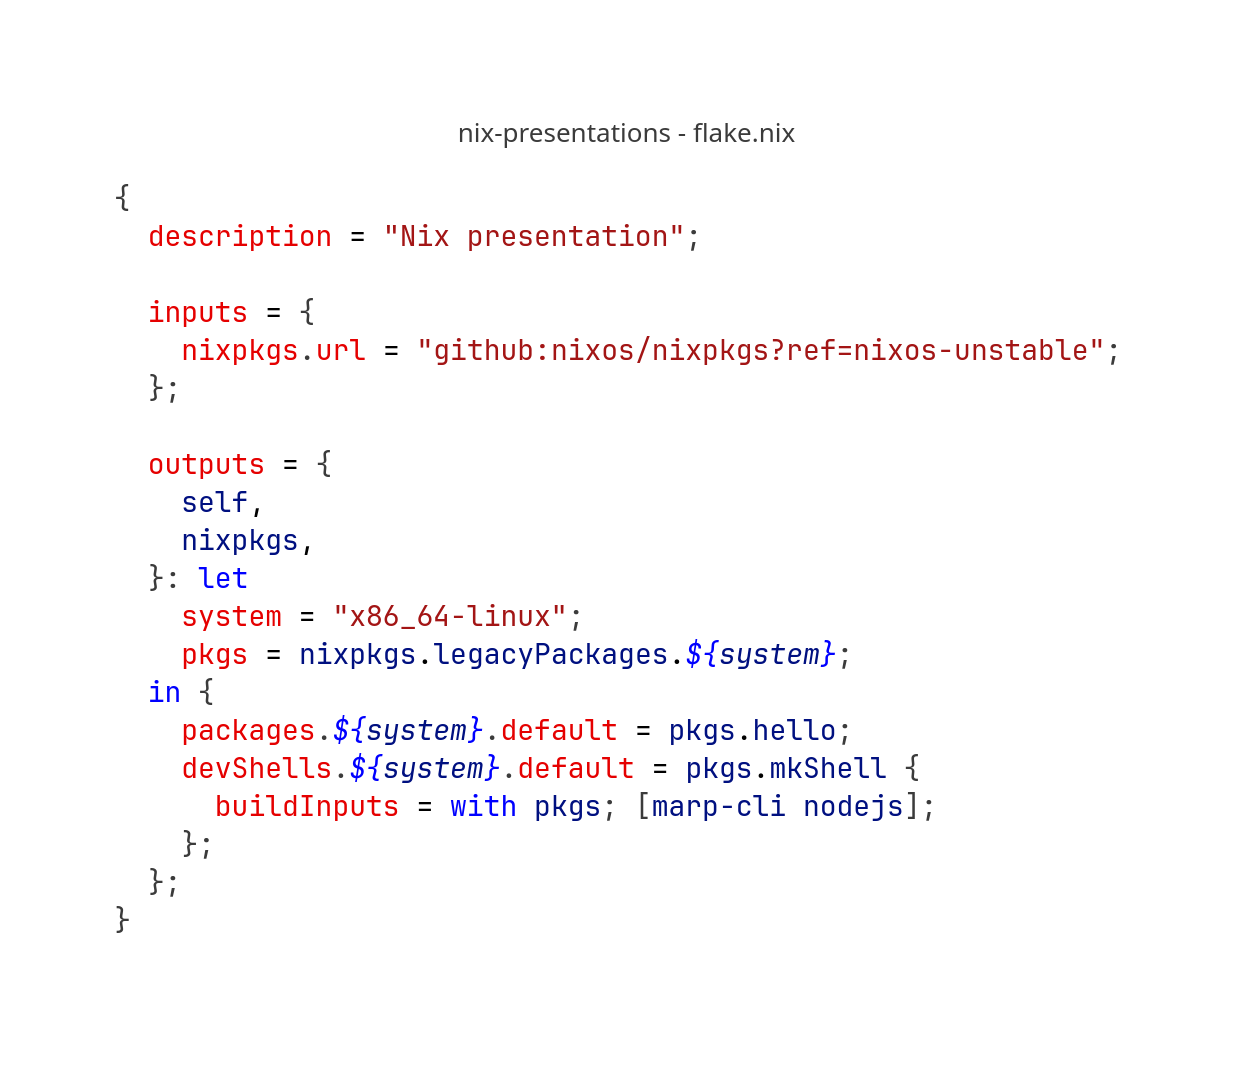 nix-presentations - flake.nix
{
  description = "Nix presentation";

  inputs = {
    nixpkgs.url = "github:nixos/nixpkgs?ref=nixos-unstable";
  };

  outputs = {
    self,
    nixpkgs,
  }: let
    system = "x86_64-linux";
    pkgs = nixpkgs.legacyPackages.${system};
  in {
    packages.${system}.default = pkgs.hello;
    devShells.${system}.default = pkgs.mkShell {
      buildInputs = with pkgs; [marp-cli nodejs];
    };
  };
}